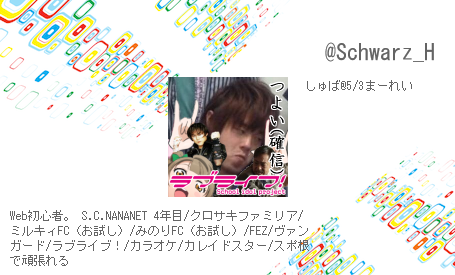 @Schwarz_H
しゅば@5/3まーれい
つよい(確信)
ラブライブ!
School idol project
Web初心者。 S.C.NANANET 4年目/クロサキファミリア/
ミルキィFC（お試し）/みのりFC（お試し）/FEZ/ヴァン
ガード/ラブライブ！/カラオケ/カレイドスター/スポ根
で頑張れる